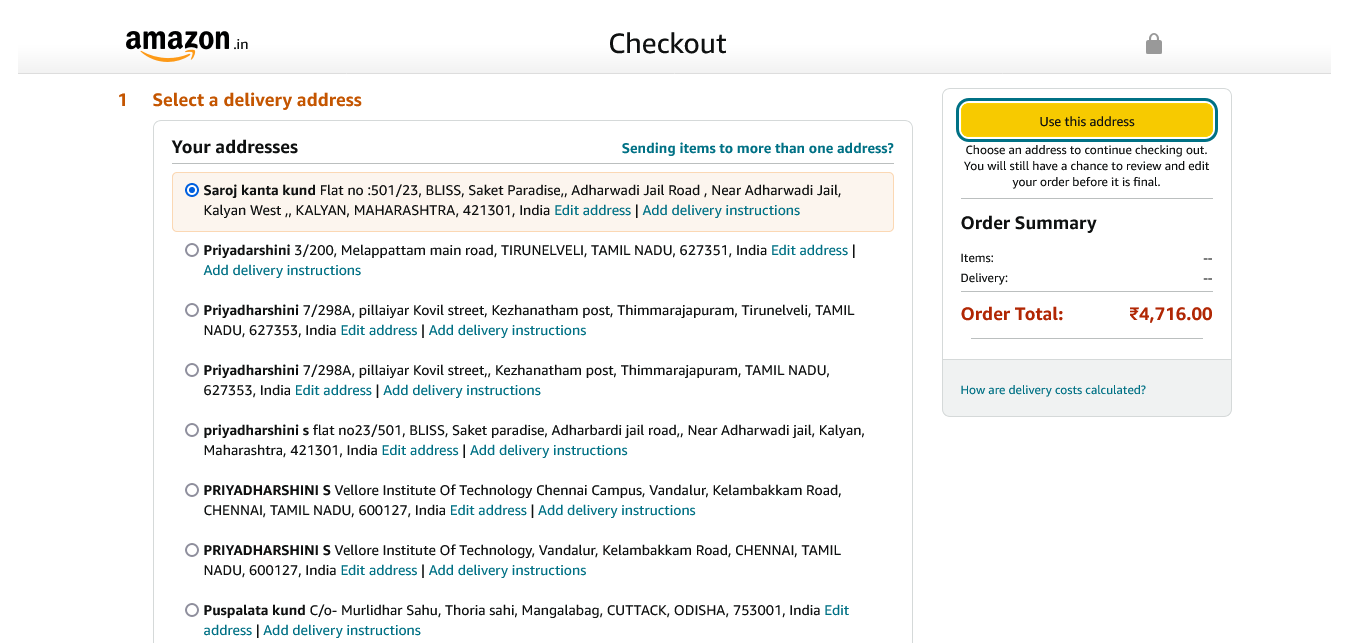 amazon.in
Checkout
1 Select a delivery address
Your addresses
Sending items to more than one address?
Saroj kanta kund Flat no :501/23, BLISS, Saket Paradise,, Adharwadi Jail Road , Near Adharwadi Jail,
Kalyan West ,, KALYAN, MAHARASHTRA, 421301, India Edit address | Add delivery instructions
Priyadarshini 3/200, Melappattam main road, TIRUNELVELI, TAMIL NADU, 627351, India Edit address |
Add delivery instructions
Priyadharshini 7/298A, pillaiyar Kovil street, Kezhanatham post, Thimmarajapuram, Tirunelveli, TAMIL
NADU, 627353, India Edit address | Add delivery instructions
Priyadharshini 7/298A, pillaiyar Kovil street,, Kezhanatham post, Thimmarajapuram, TAMIL NADU,
627353, India Edit address | Add delivery instructions
priyadharshini s flat no23/501, BLISS, Saket paradise, Adharbardi jail road,, Near Adharwadi jail, Kalyan,
Maharashtra, 421301, India Edit address | Add delivery instructions
PRIYADHARSHINI S Vellore Institute Of Technology Chennai Campus, Vandalur, Kelambakkam Road,
CHENNAI, TAMIL NADU, 600127, India Edit address | Add delivery instructions
PRIYADHARSHINI S Vellore Institute Of Technology, Vandalur, Kelambakkam Road, CHENNAI, TAMIL
NADU, 600127, India Edit address | Add delivery instructions
Puspalata kund C/o- Murlidhar Sahu, Thoria sahi, Mangalabag, CUTTACK, ODISHA, 753001, India Edit
address | Add delivery instructions
Use this address
Choose an address to continue checking out.
You will still have a chance to review and edit
your order before it is final.
Order Summary
Items: --
Delivery: --
Order Total: ₹4,716.00
How are delivery costs calculated?